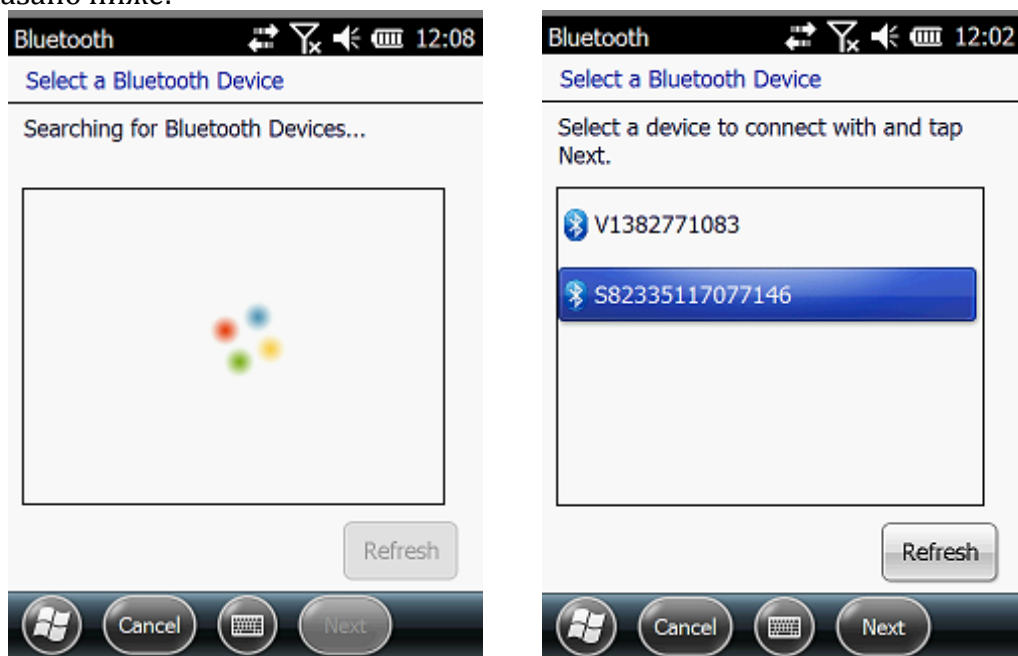 ниже.
Bluetooth 12:08
Select a Bluetooth Device
Searching for Bluetooth Devices...
Refresh
Cancel Next
Bluetooth 12:02
Select a Bluetooth Device
Select a device to connect with and tap
Next.
V1382771083
S82335117077146
Refresh
Cancel Next